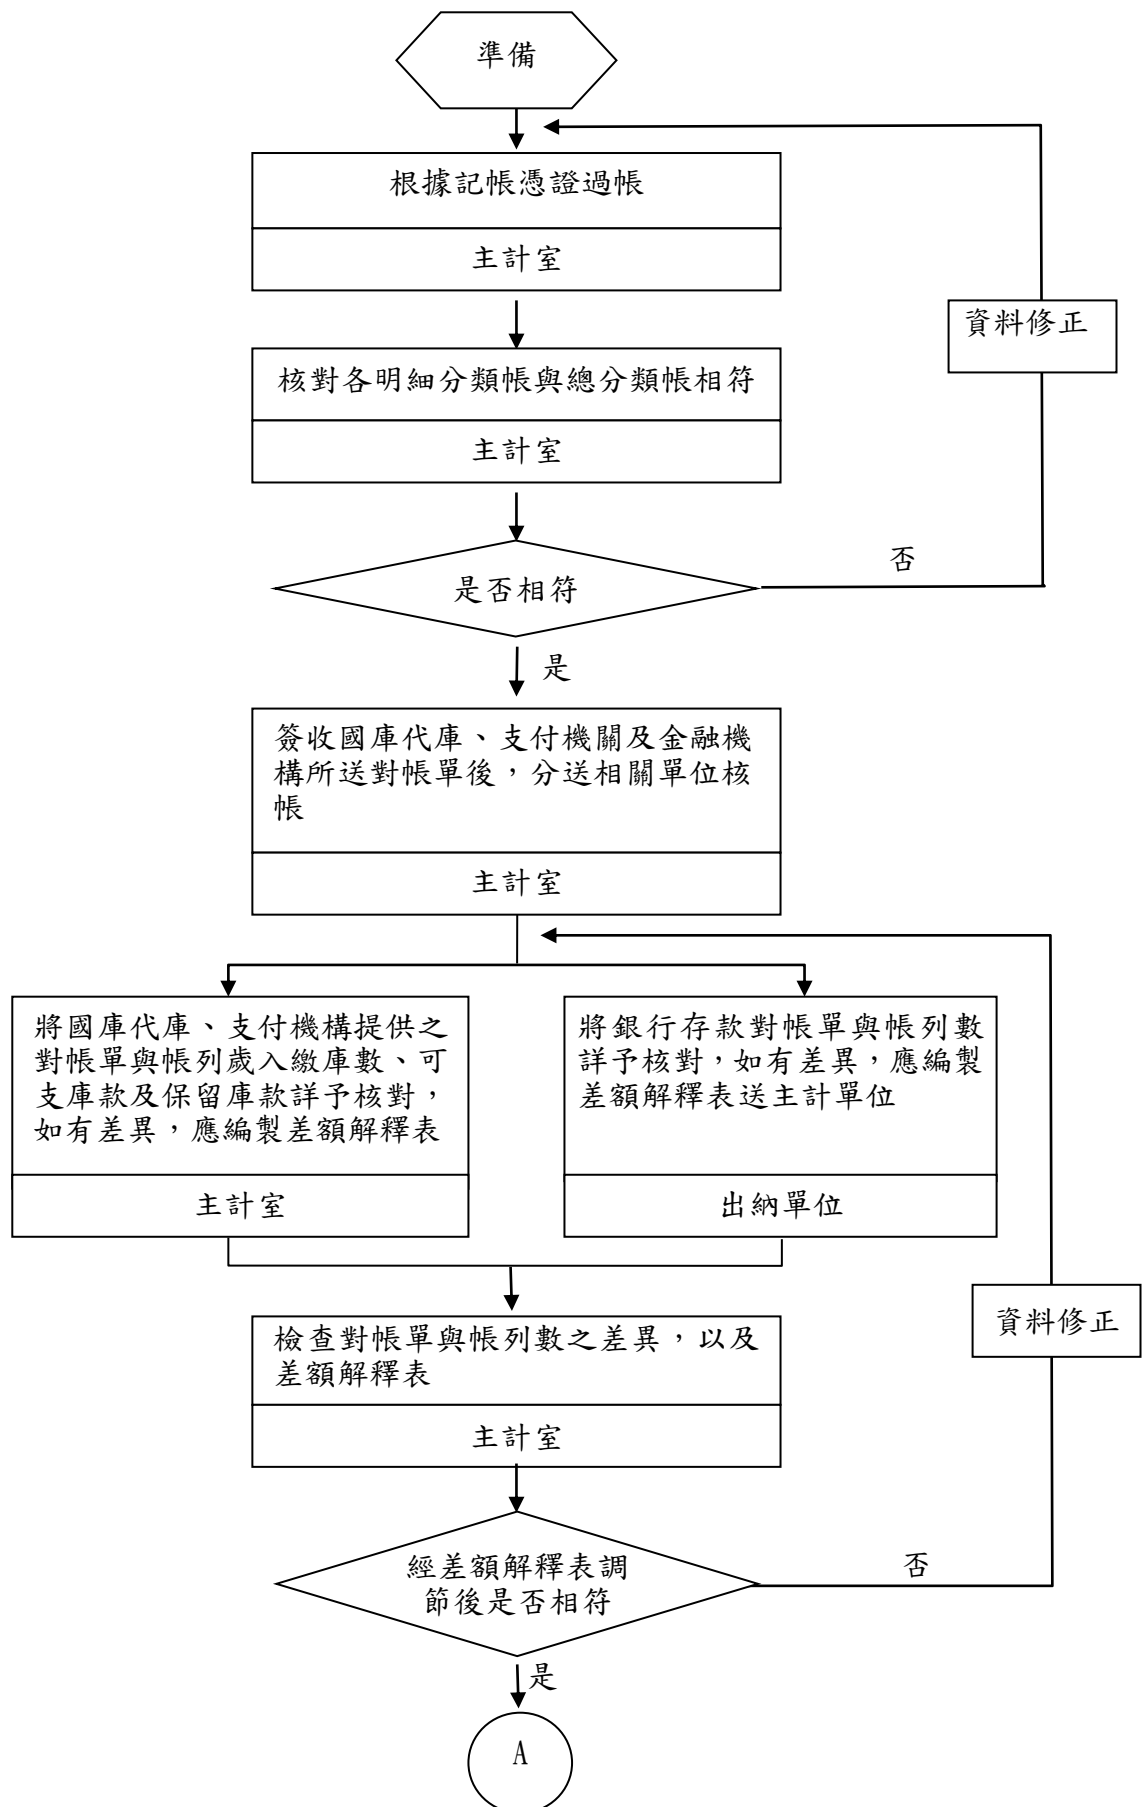 準備
根據記帳憑證過帳
主計室
資料修正
核對各明細分類帳與總分類帳相符
主計室
是否相符
否
是
簽收國庫代庫、支付機關及金融機
構所送對帳單後，分送相關單位核
帳
主計室
將國庫代庫、支付機構提供之
對帳單與帳列歲入繳庫數、可
支庫款及保留庫款詳予核對，
如有差異，應編製差額解釋表
主計室
將銀行存款對帳單與帳列數
詳予核對，如有差異，應編製
差額解釋表送主計單位
出納單位
資料修正
檢查對帳單與帳列數之差異，以及
差額解釋表
主計室
經差額解釋表調
節後是否相符
否
是
A